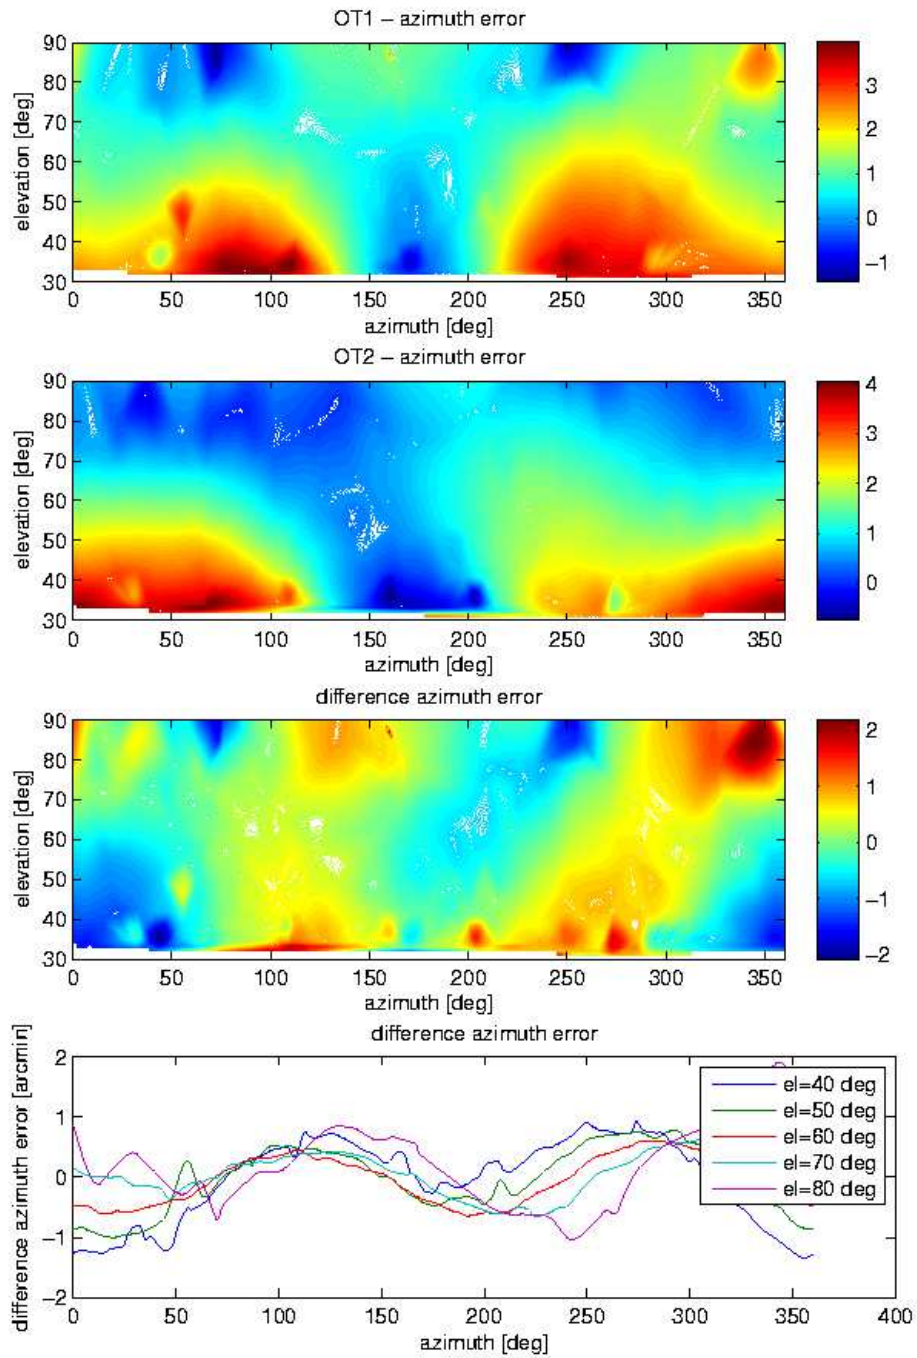 OT1 – azimuth error
elevation [deg]
90
80
70
60
50
40
30
0 50 100 150 200 250 300 350
azimuth [deg]
3
2
1
0
−1
OT2 – azimuth error
elevation [deg]
90
80
70
60
50
40
30
0 50 100 150 200 250 300 350
azimuth [deg]
4
3
2
1
0
difference azimuth error
elevation [deg]
90
80
70
60
50
40
30
0 50 100 150 200 250 300 350
azimuth [deg]
2
1
0
−1
−2
difference azimuth error
difference azimuth error [arcmin]
2
1
0
−1
−2
0 50 100 150 200 250 300 350 400
azimuth [deg]
el=40 deg
el=50 deg
el=60 deg
el=70 deg
el=80 deg